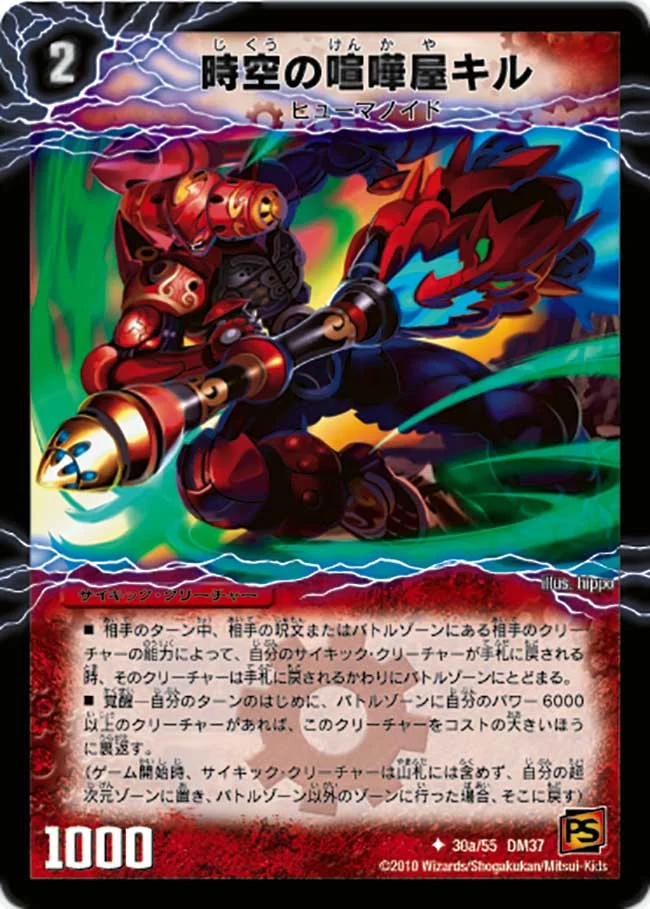 2
じくう けんかや
時空の喧嘩屋キル
ヒューマノイド
illus. hippo
サイキック・クリーチャー
■ 相手のターン中、相手の呪文またはバトルゾーンにある相手のクリー
チャーの能力によって、自分のサイキック・クリーチャーが手札に戻される
時、そのクリーチャーは手札に戻されるかわりにバトルゾーンにとどまる。
■ 覚醒―自分のターンのはじめに、バトルゾーンに自分のパワー6000
以上のクリーチャーがあれば、このクリーチャーをコストの大きいほう
に裏返す。
(ゲーム開始時、サイキック・クリーチャーは山札には含めず、自分の超
次元ゾーンに置き、バトルゾーン以外のゾーンに行った場合、そこに戻す)
1000
30a/55 DM37
PS
©2010 Wizards/Shogakukan/Mitsui-Kids